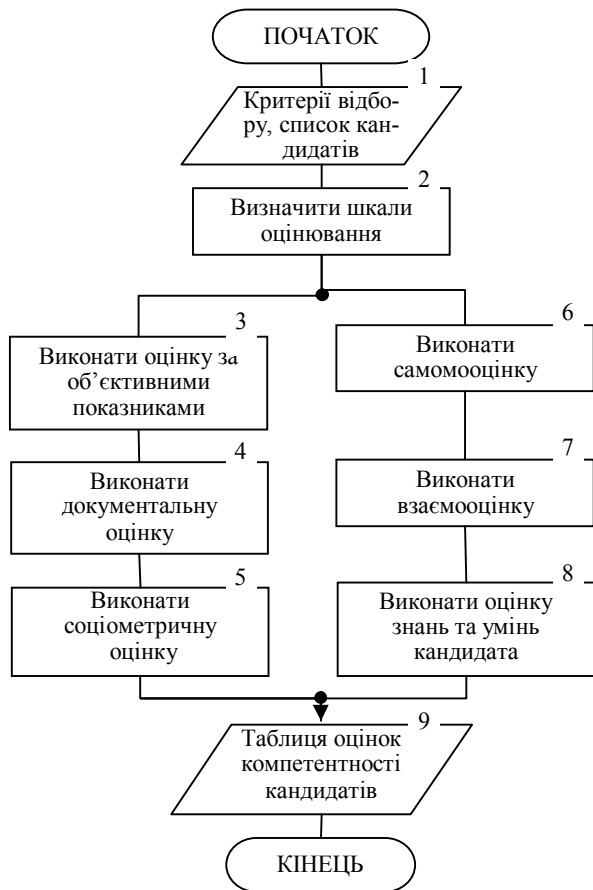 ПОЧАТОК
1
Критерії відбо-
ру, список кан-
дидатів
2
Визначити шкали
оцінювання
3
Виконати оцінку за
об’єктивними
показниками
4
Виконати
документальну
оцінку
5
Виконати
соціометричну
оцінку
6
Виконати
самомооцінку
7
Виконати
взаємооцінку
8
Виконати оцінку
знань та умінь
кандидата
9
Таблиця оцінок
компетентності
кандидатів
КІНЕЦЬ